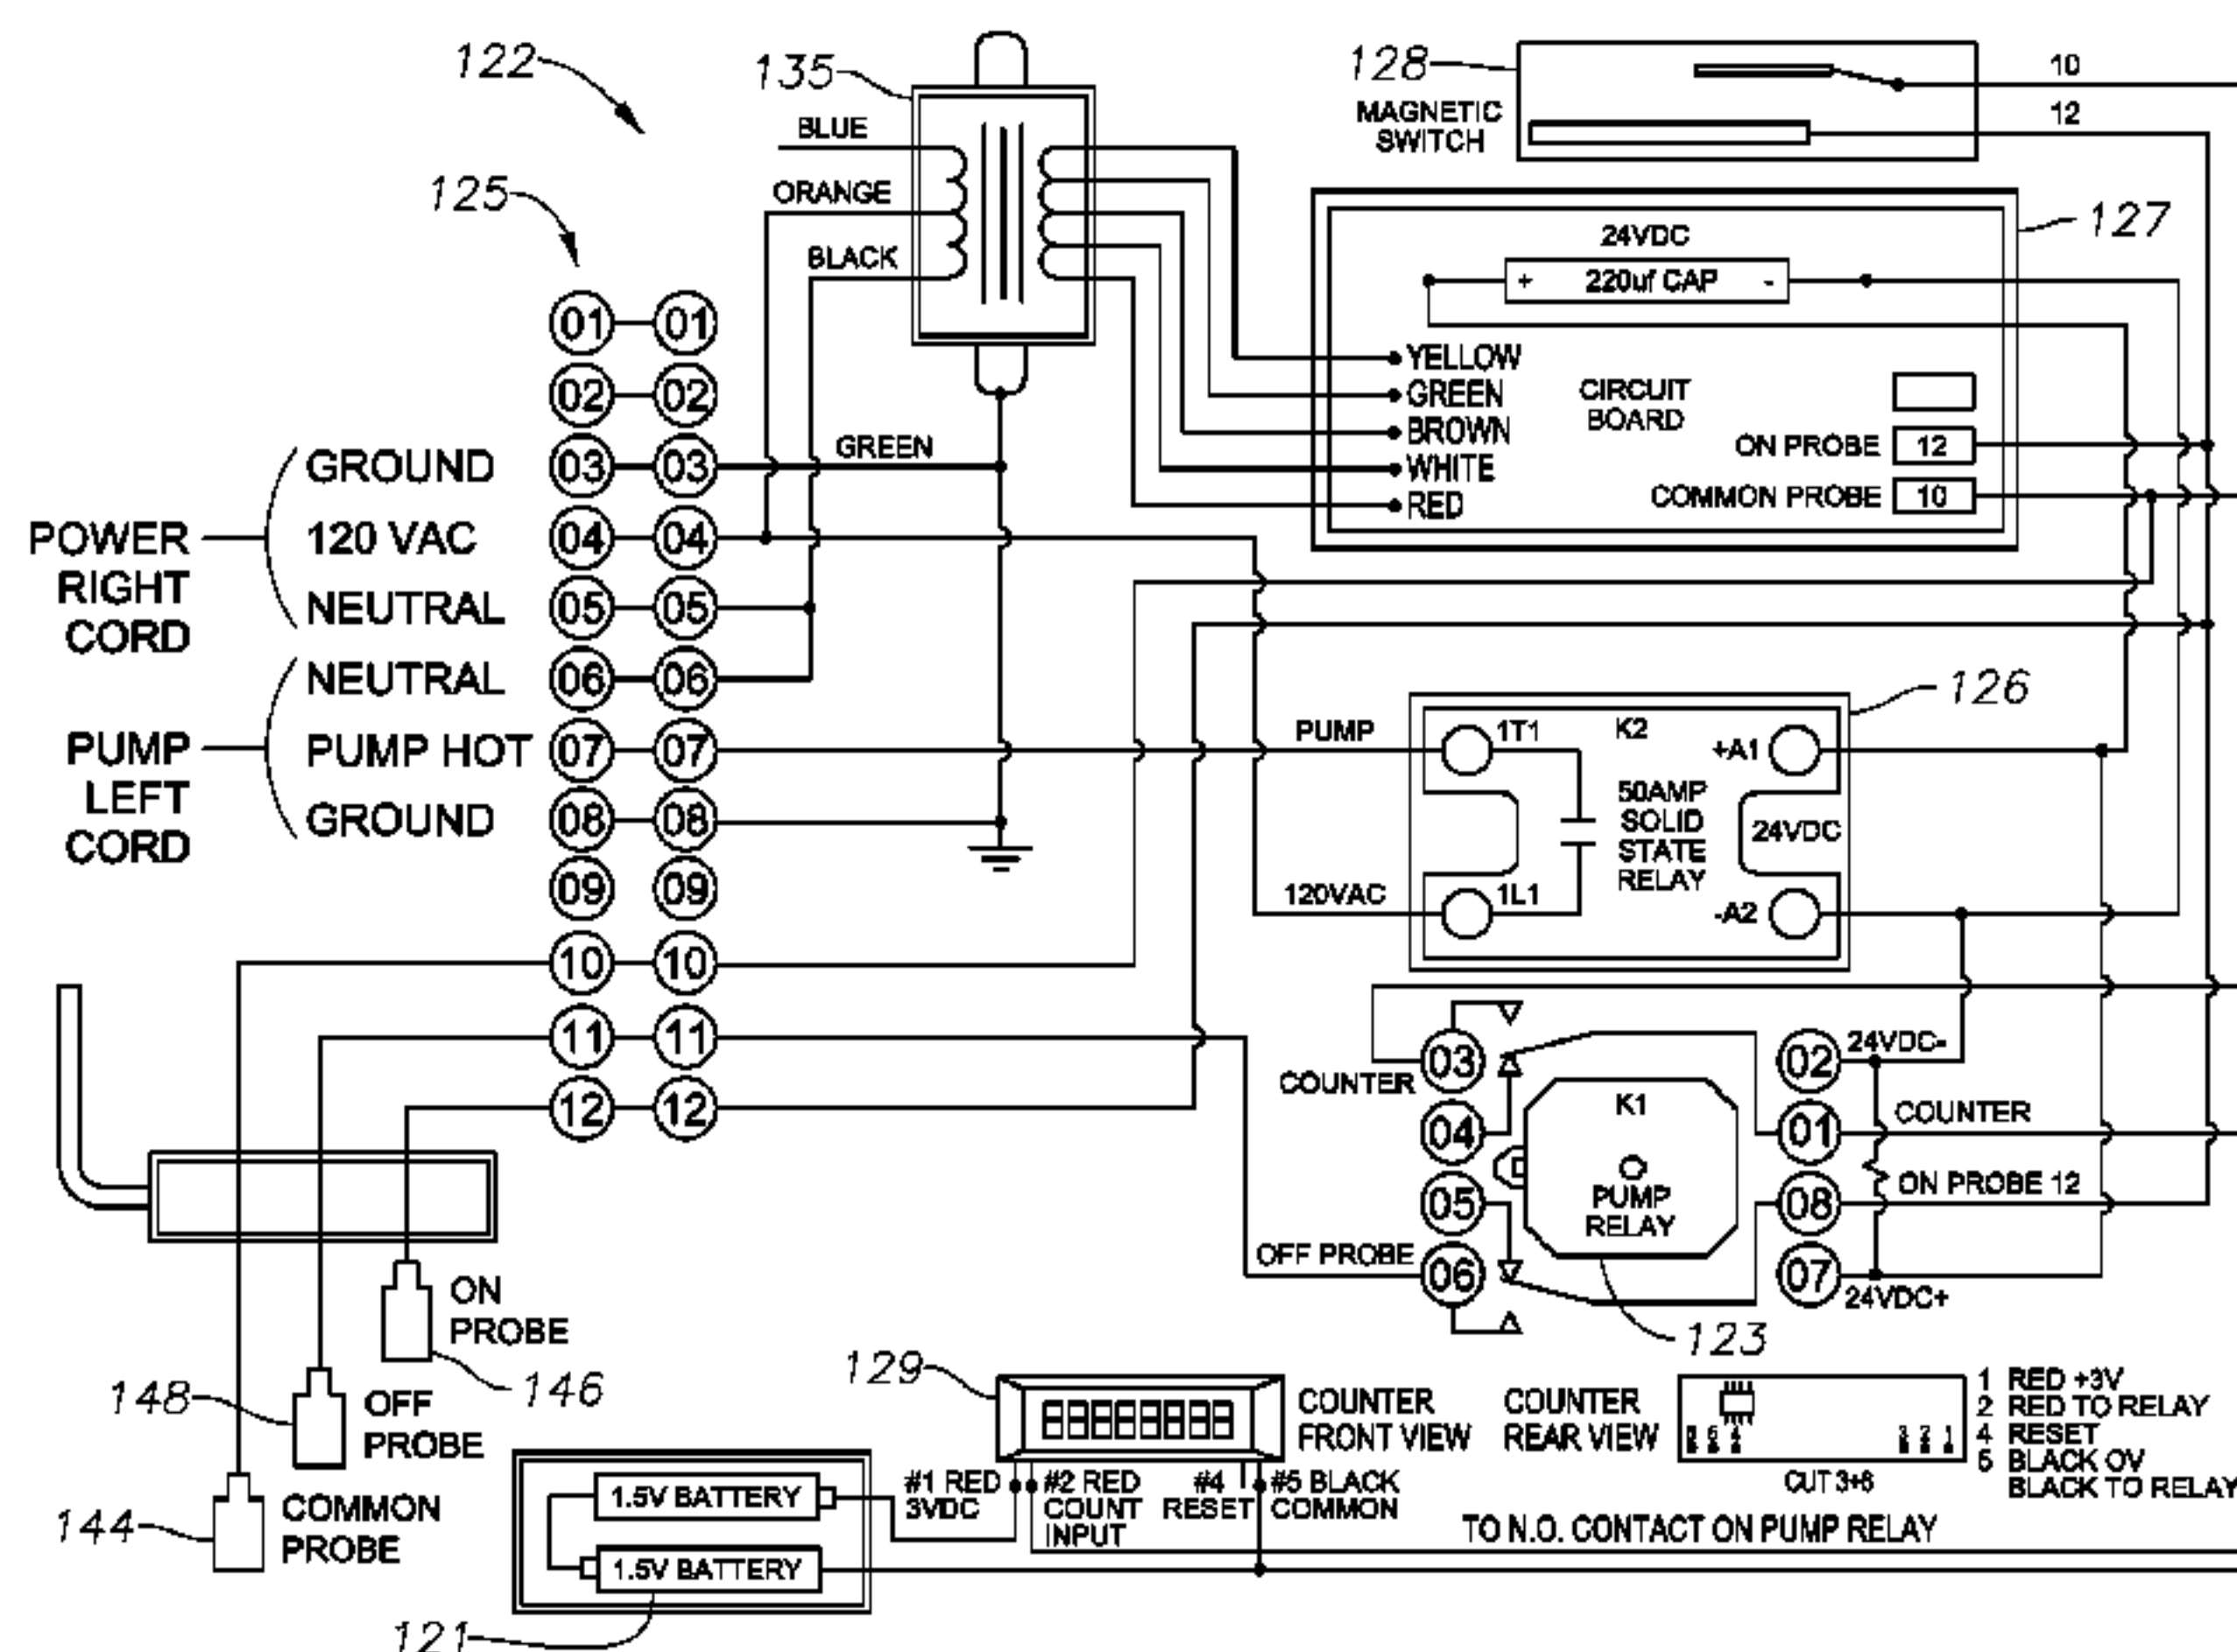 122
135
128
10
MAGNETIC
SWITCH
12
BLUE
125
ORANGE
127
24VDC
BLACK
+ 220uf CAP -
01 01
YELLOW
02 02
GREEN
CIRCUIT
BOARD
BROWN
GROUND 03 03 GREEN
ON PROBE 12
WHITE
COMMON PROBE 10
RED
POWER
RIGHT
CORD
120 VAC 04 04
NEUTRAL 05 05
NEUTRAL 06 06
126
PUMP
LEFT
CORD
PUMP HOT 07 07
PUMP 1T1 K2 +A1
50AMP
SOLID
STATE
RELAY
24VDC
GROUND 08 08
09 09
120VAC 1L1 -A2
10 10
11 11
12 12
03 02 24VDC-
COUNTER
K1
04 01 COUNTER
05 08 ON PROBE 12
PUMP
RELAY
OFF PROBE 06 07 24VDC+
ON
PROBE
123
146
129
148
OFF
PROBE
COUNTER
FRONT VIEW
COUNTER
REAR VIEW
1 RED +3V
2 RED TO RELAY
4 RESET
5 BLACK OV
BLACK TO RELAY
CUT 3+6
1.5V BATTERY
#1 RED
3VDC
#2 RED
COUNT
INPUT
#4
RESET
#5 BLACK
COMMON
144
COMMON
PROBE
TO N.O. CONTACT ON PUMP RELAY
1.5V BATTERY
121